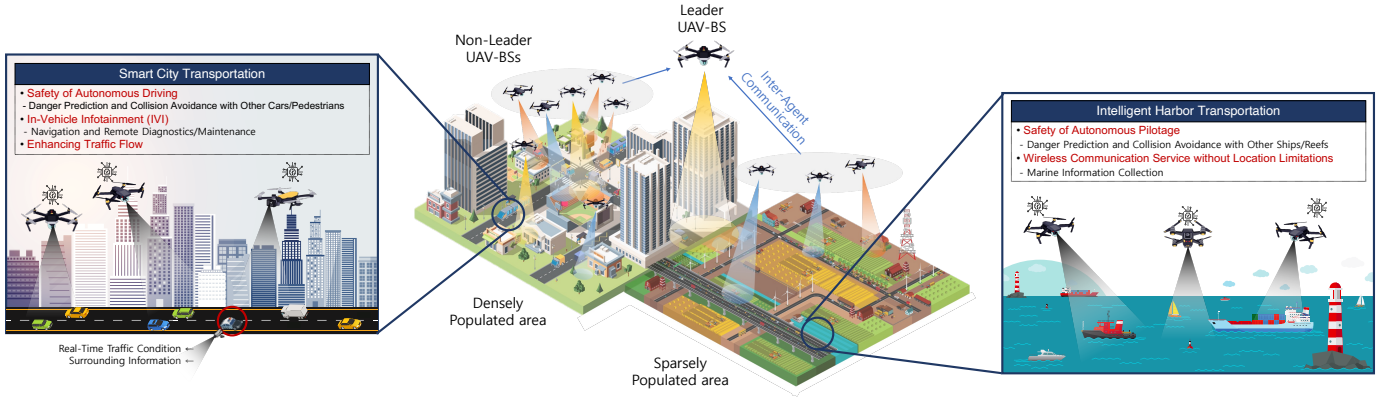 Smart City Transportation
• Safety of Autonomous Driving
- Danger Prediction and Collision Avoidance with Other Cars/Pedestrians
• In-Vehicle Infotainment (IVI)
- Navigation and Remote Diagnostics/Maintenance
• Enhancing Traffic Flow
Real-Time Traffic Condition ←
Surrounding Information ←
Non-Leader
UAV-BSs
Leader
UAV-BS
Inter-Agent
Communication
Densely
Populated area
Sparsely
Populated area
Intelligent Harbor Transportation
• Safety of Autonomous Pilotage
- Danger Prediction and Collision Avoidance with Other Ships/Reefs
• Wireless Communication Service without Location Limitations
- Marine Information Collection